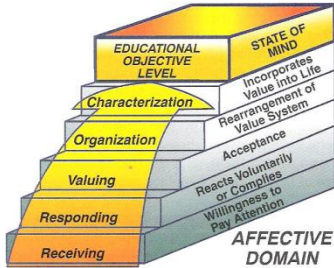 EDUCATIONAL
OBJECTIVE
LEVEL
STATE OF
MIND
Characterization
Incorporates
Value into Life
Organization
Rearrangement of
Value System
Valuing
Acceptance
Responding
Reacts Voluntarily
or Complies
Receiving
Willingness to
Pay Attention
AFFECTIVE
DOMAIN